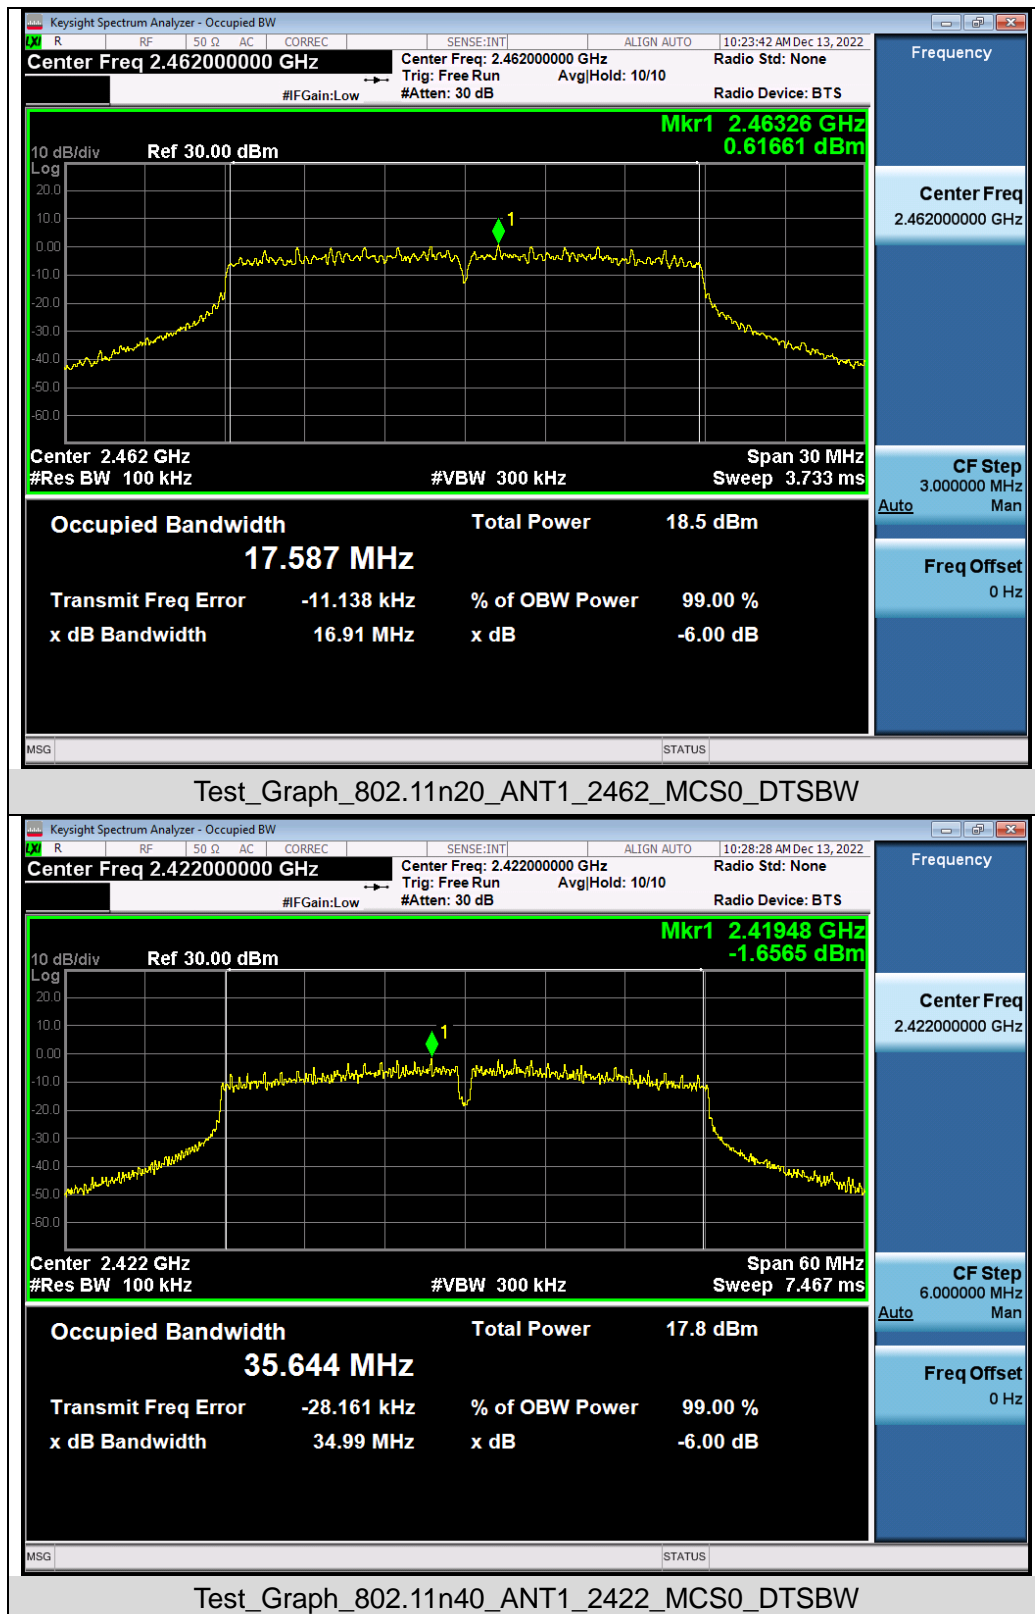 Keysight Spectrum Analyzer - Occupied BW
LXI R RF 50 Ω AC CORREC SENSE:INT ALIGN AUTO 10:23:42 AM Dec 13, 2022
Center Freq 2.462000000 GHz
Center Freq: 2.462000000 GHz Radio Std: None
Trig: Free Run Avg|Hold: 10/10
#IFGain:Low #Atten: 30 dB Radio Device: BTS
Frequency
Mkr1 2.46326 GHz
0.61661 dBm
10 dB/div Ref 30.00 dBm
Log
20.0
10.0
0.00
-10.0
-20.0
-30.0
-40.0
-50.0
-60.0
1
Center 2.462 GHz Span 30 MHz
#Res BW 100 kHz #VBW 300 kHz Sweep 3.733 ms
Center Freq
2.462000000 GHz
CF Step
3.000000 MHz
Auto Man
Freq Offset
0 Hz
Occupied Bandwidth Total Power 18.5 dBm
17.587 MHz
Transmit Freq Error -11.138 kHz % of OBW Power 99.00 %
x dB Bandwidth 16.91 MHz x dB -6.00 dB
MSG STATUS
Test_Graph_802.11n20_ANT1_2462_MCS0_DTSBW
Keysight Spectrum Analyzer - Occupied BW
LXI R RF 50 Ω AC CORREC SENSE:INT ALIGN AUTO 10:28:28 AM Dec 13, 2022
Center Freq 2.422000000 GHz
Center Freq: 2.422000000 GHz Radio Std: None
Trig: Free Run Avg|Hold: 10/10
#IFGain:Low #Atten: 30 dB Radio Device: BTS
Frequency
Mkr1 2.41948 GHz
-1.6565 dBm
10 dB/div Ref 30.00 dBm
Log
20.0
10.0
0.00
-10.0
-20.0
-30.0
-40.0
-50.0
-60.0
1
Center 2.422 GHz Span 60 MHz
#Res BW 100 kHz #VBW 300 kHz Sweep 7.467 ms
Center Freq
2.422000000 GHz
CF Step
6.000000 MHz
Auto Man
Freq Offset
0 Hz
Occupied Bandwidth Total Power 17.8 dBm
35.644 MHz
Transmit Freq Error -28.161 kHz % of OBW Power 99.00 %
x dB Bandwidth 34.99 MHz x dB -6.00 dB
MSG STATUS
Test_Graph_802.11n40_ANT1_2422_MCS0_DTSBW